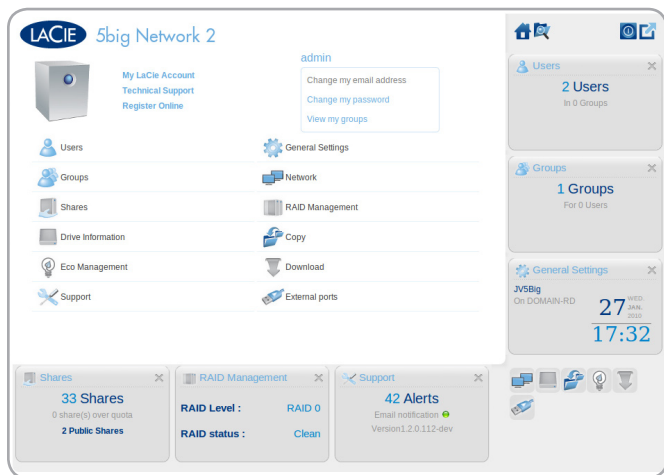 LACIE 5big Network 2
My LaCie Account
Technical Support
Register Online
admin
Change my email address
Change my password
View my groups
Users
General Settings
Groups
Network
Shares
RAID Management
Drive Information
Copy
Eco Management
Download
Support
External ports
Users
2 Users
In 0 Groups
Groups
1 Groups
For 0 Users
General Settings
JV5Big
On DOMAIN-RD
27
WED.
JAN.
2010
17:32
Shares
33 Shares
0 share(s) over quota
2 Public Shares
RAID Management
RAID Level : RAID 0
RAID status : Clean
Support
42 Alerts
Email notification
Version1.2.0.112-dev